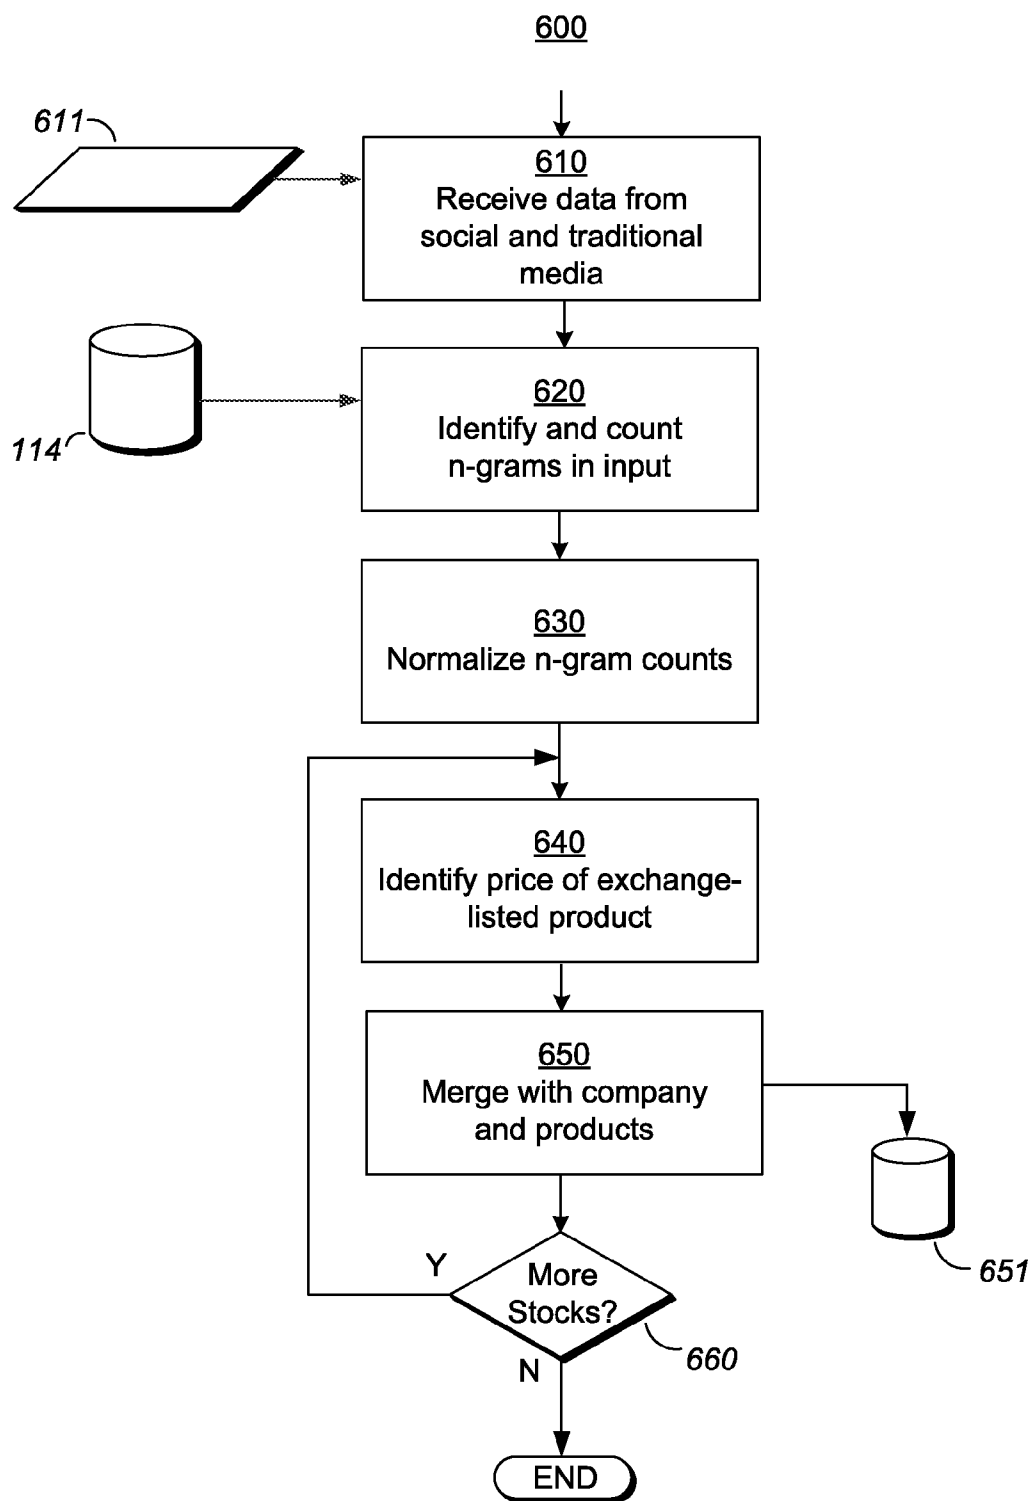 600
611
610
Receive data from
social and traditional
media
114
620
Identify and count
n-grams in input
630
Normalize n-gram counts
640
Identify price of exchange-
listed product
650
Merge with company
and products
651
Y
More
Stocks?
660
N
END